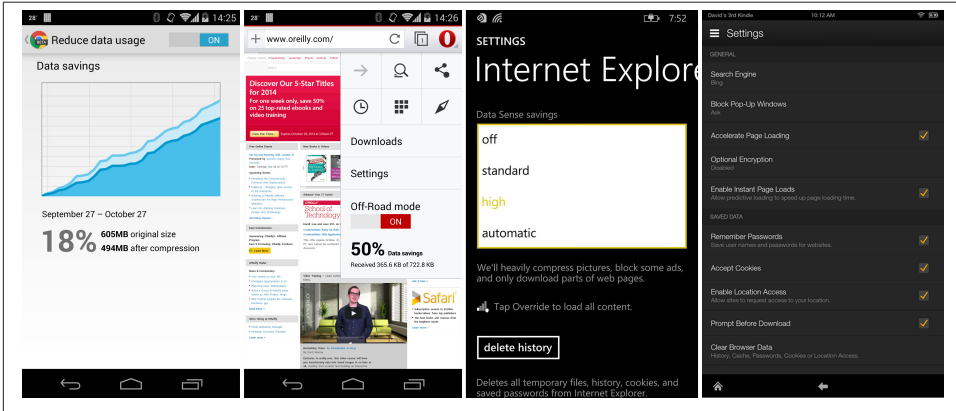 28°
14:25
Reduce data usage
BETA
ON
Data savings
September 27 – October 27
18%
605MB original size
494MB after compression
28°
14:26
www.oreilly.com/
1
Discover Our 5-Star Titles
for 2014
For one week only, save 50%
on 25 top-rated ebooks and
video training
Downloads
Settings
Off-Road mode
ON
50% Data savings
Received 365.6 KB of 722.8 KB
O'REILLY
School of
Technology
Safari
7:52
SETTINGS
Internet Explore
Data Sense savings
off
standard
high
automatic
We'll heavily compress pictures, block some ads,
and only download parts of web pages.
Tap Override to load all content.
delete history
Deletes all temporary files, history, cookies, and
saved passwords from Internet Explorer.
David's 3rd Kindle
10:12 AM
Settings
GENERAL
Search Engine
Bing
Block Pop-Up Windows
Ask
Accelerate Page Loading
Optional Encryption
Disabled
Enable Instant Page Loads
Allow predictive loading to speed up page loading time.
SAVED DATA
Remember Passwords
Save user names and passwords for websites.
Accept Cookies
Enable Location Access
Allow sites to request access to your location.
Prompt Before Download
Clear Browser Data
History, Cache, Passwords, Cookies or Location Access.